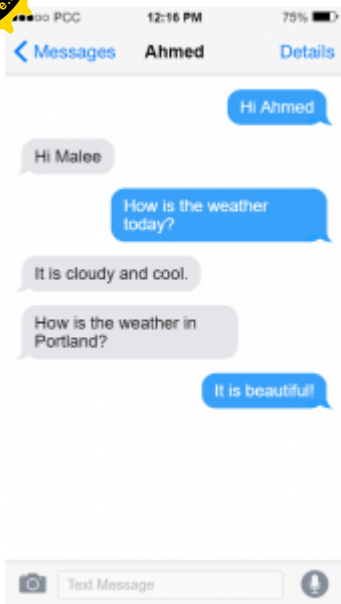 PCC 12:16 PM 75%
Messages Ahmed Details
Hi Ahmed
Hi Malee
How is the weather
today?
It is cloudy and cool.
How is the weather in
Portland?
It is beautiful!
Text Message